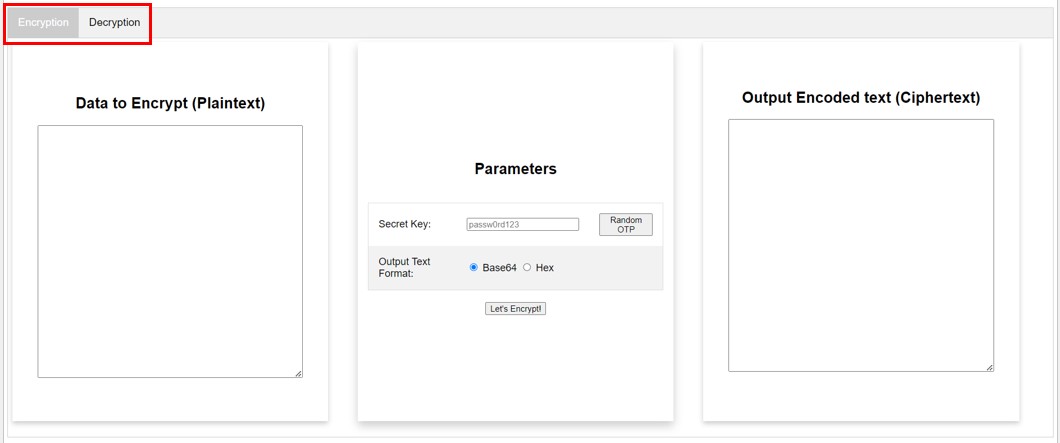 Encryption Decryption
Data to Encrypt (Plaintext)
Parameters
Secret Key: passw0rd123 Random
OTP
Output Text
Format: Base64 Hex
Let's Encrypt!
Output Encoded text (Ciphertext)